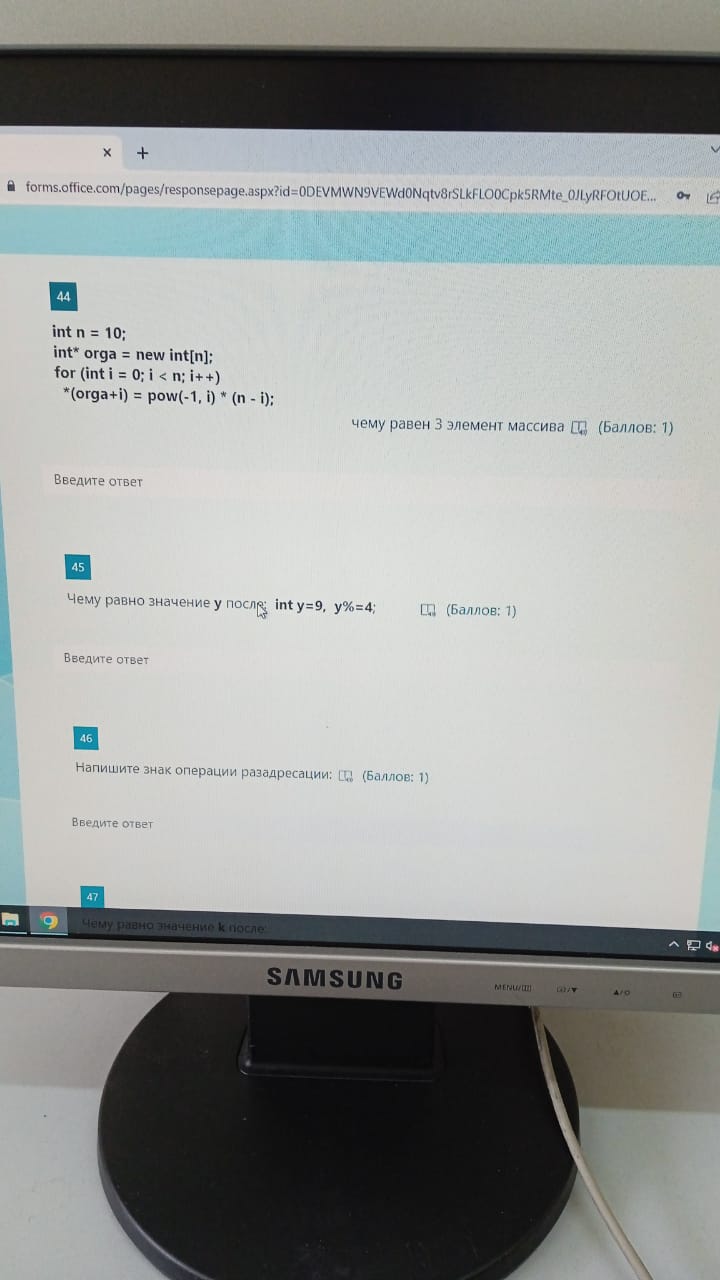 forms.office.com/pages/responsepage.aspx?id=0DEVMWN9VEWd0Nqtv8rSLkFLO0Cpk5RMte_0JLyRFOtUOE...
44
int n = 10;
int* orga = new int[n];
for (int i = 0; i < n; i++)
*(orga+i) = pow(-1, i) * (n - i);
чему равен 3 элемент массива (Баллов: 1)
Введите ответ
45
Чему равно значение y после: int y=9, y%=4; (Баллов: 1)
Введите ответ
46
Напишите знак операции разадресации: (Баллов: 1)
Введите ответ
47
Чему равно значение k после:
SAMSUNG
MENU/